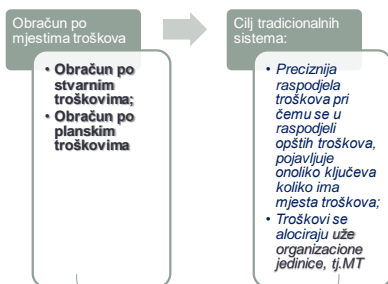 Obračun po
mjestima troškova
• Obračun po
stvarnim
troškovima;
• Obračun po
planskim
troškovima
Cilj tradicionalnih
sistema:
• Preciznija
raspodjela
troškova pri
čemu se u
raspodjeli
opštih troškova,
pojavljuje
onoliko ključeva
koliko ima
mjesta troškova;
• Troškovi se
alociraju uže
organizacione
jedinice, tj.MT